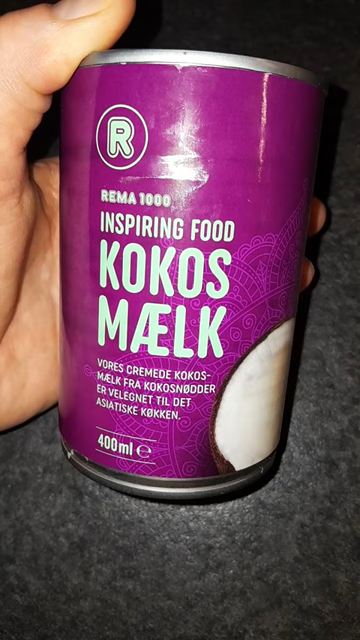 R
REMA 1000
INSPIRING FOOD
KOKOS
MÆLK
VORES CREMEDE KOKOS-
MÆLK FRA KOKOSNØDDER
ER VELEGNET TIL DET
ASIATISKE KØKKEN.
400ml ℮